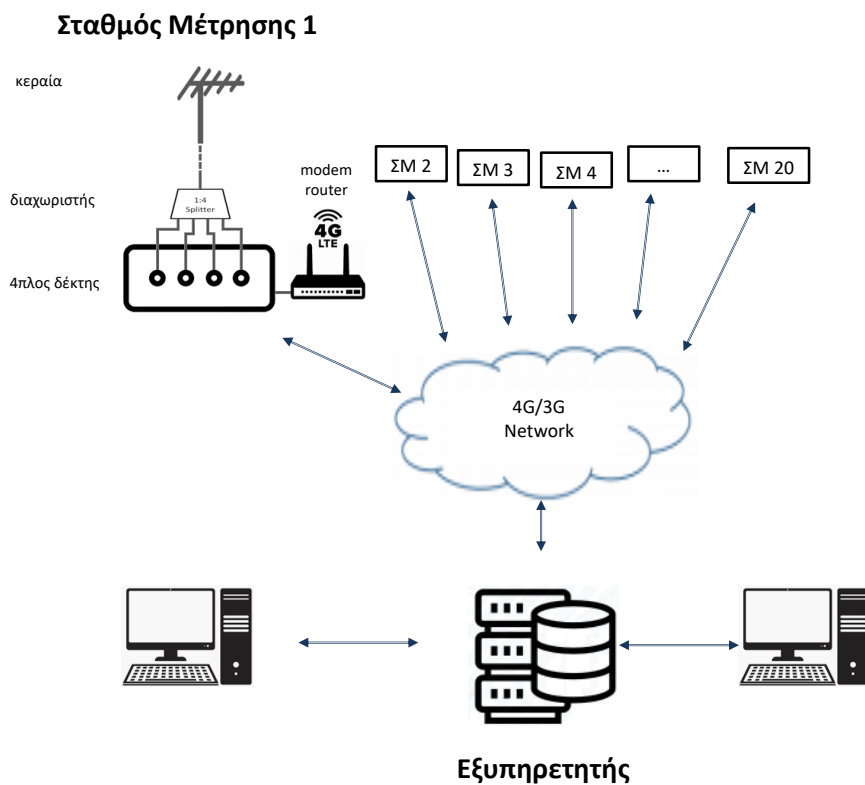 Σταθμός Μέτρησης 1
κεραία
διαχωριστής
1:4
Splitter
4πλος δέκτης
modem
router
4G
LTE
ΣΜ 2
ΣΜ 3
ΣΜ 4
...
ΣΜ 20
4G/3G
Network
Εξυπηρετητής